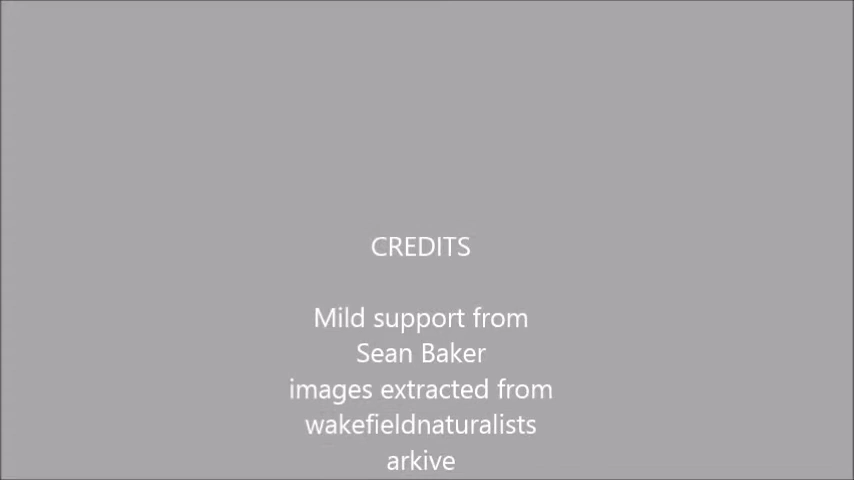 CREDITS
Mild support from
Sean Baker
images extracted from
wakefieldnaturalists
arkive